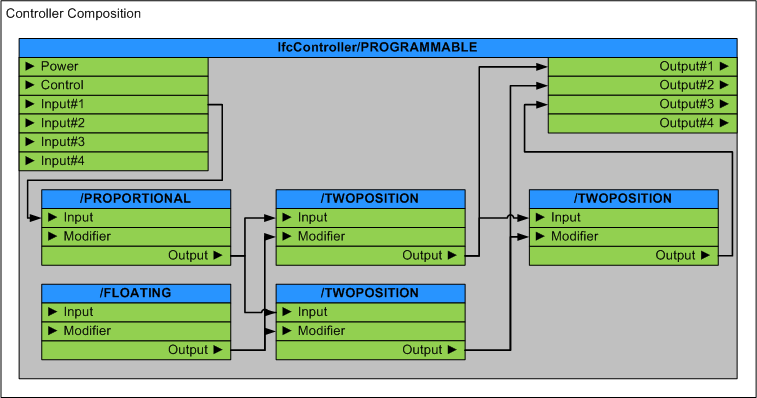 Controller Composition
IfcController/PROGRAMMABLE
Power
Control
Input#1
Input#2
Input#3
Input#4
Output#1
Output#2
Output#3
Output#4
/PROPORTIONAL
Input
Modifier
Output
/TWOPOSITION
Input
Modifier
Output
/TWOPOSITION
Input
Modifier
Output
/FLOATING
Input
Modifier
Output
/TWOPOSITION
Input
Modifier
Output